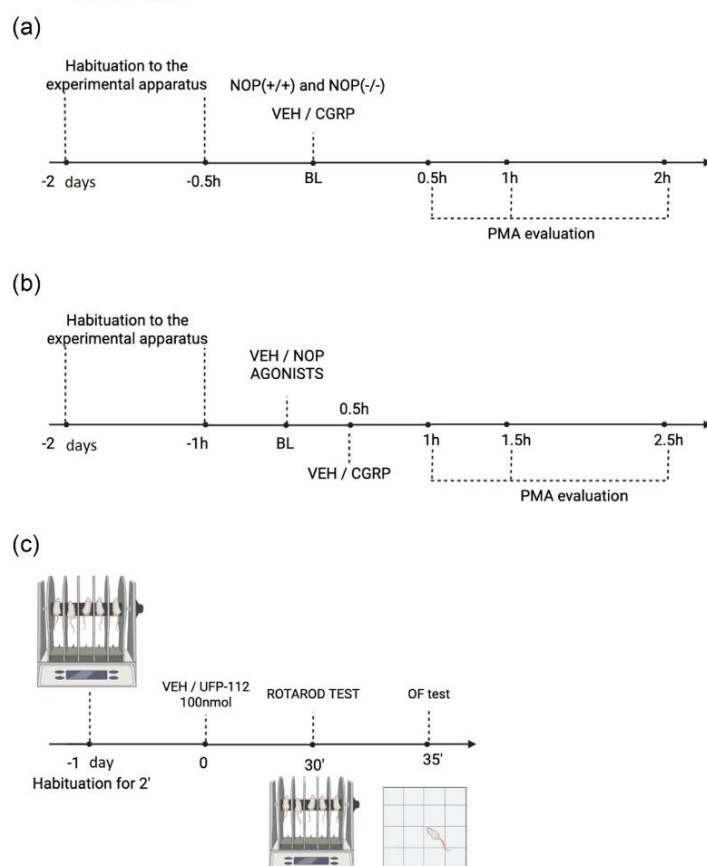 (a)
Habituation to the
experimental apparatus
NOP(+/+) and NOP(-/-)
VEH / CGRP
-2 days
-0.5h
BL
0.5h
1h
2h
PMA evaluation
(b)
Habituation to the
experimental apparatus
VEH / NOP
AGONISTS
0.5h
-2 days
-1h
BL
1h
1.5h
2.5h
VEH / CGRP
PMA evaluation
(c)
VEH / UFP-112
100nmol
ROTAROD TEST
OF test
-1 day
0
30'
35'
Habituation for 2'